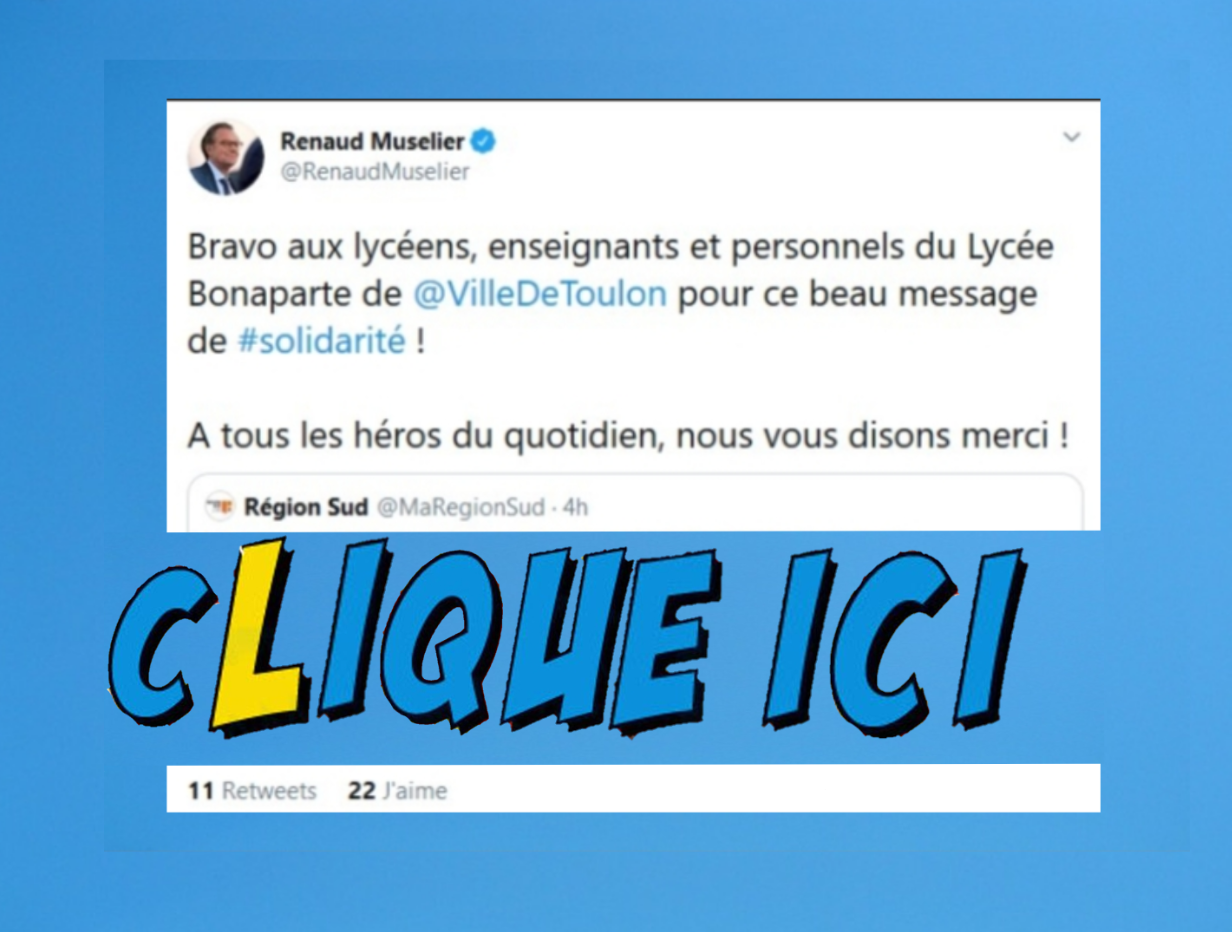 Renaud Muselier
@RenaudMuselier
Bravo aux lycéens, enseignants et personnels du Lycée
Bonaparte de @VilleDeToulon pour ce beau message
de #solidarité !
A tous les héros du quotidien, nous vous disons merci !
Région Sud @MaRegionSud · 4h
CLIQUE ICI
11 Retweets 22 J'aime